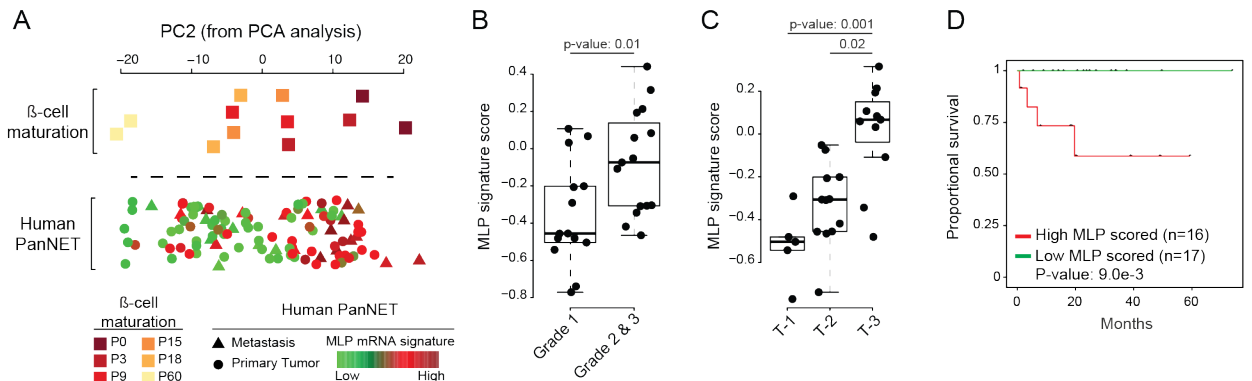 A
PC2 (from PCA analysis)
−20 −10 0 10 20
ß-cell
maturation
Human
PanNET
ß-cell
maturation
P0 P15
P3 P18
P9 P60
Human PanNET
Metastasis
Primary Tumor
MLP mRNA signature
Low High
B
p-value: 0.01
MLP signature score
0.4
0.2
0.0
−0.2
−0.4
−0.6
−0.8
Grade 1
Grade 2 & 3
C
p-value: 0.001
0.02
MLP signature score
0.2
0.0
−0.2
−0.4
−0.6
T-1
T-2
T-3
D
Proportional survival
1
0.75
0.5
0.25
0
High MLP scored (n=16)
Low MLP scored (n=17)
P-value: 9.0e-3
0 20 40 60
Months